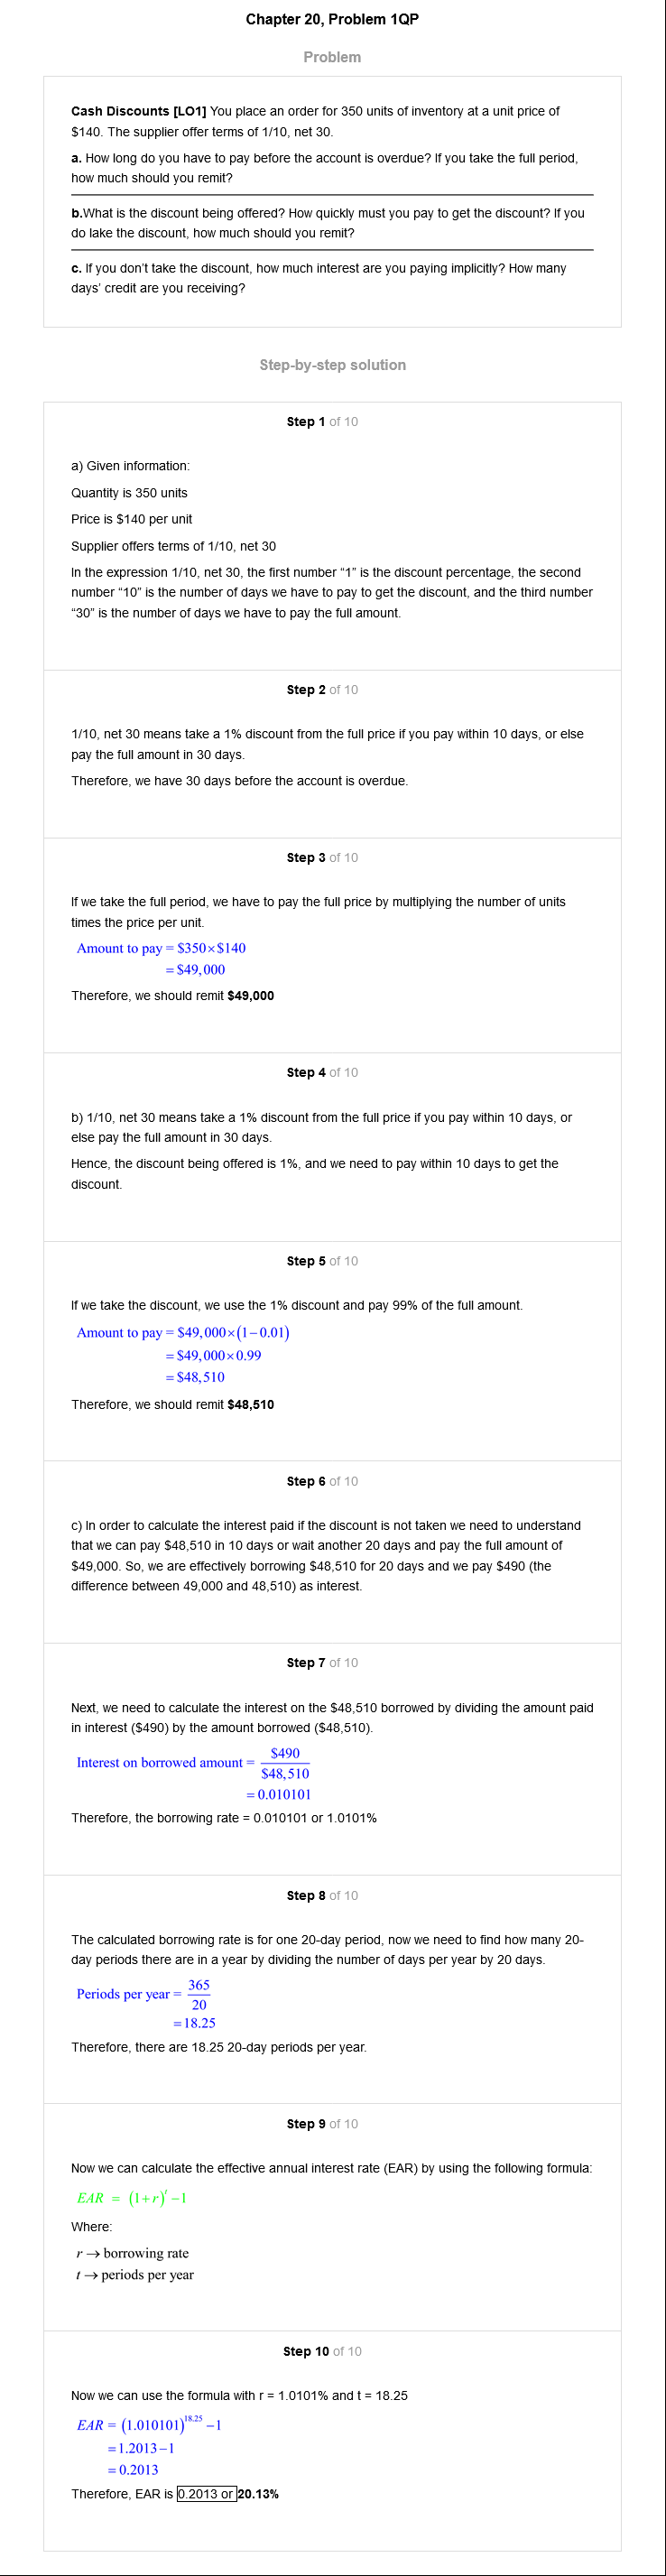 Chapter 20, Problem 1QP
Problem
Cash Discounts [LO1] You place an order for 350 units of inventory at a unit price of
$140. The supplier offer terms of 1/10, net 30.
a. How long do you have to pay before the account is overdue? If you take the full period,
how much should you remit?
b.What is the discount being offered? How quickly must you pay to get the discount? If you
do lake the discount, how much should you remit?
c. If you don't take the discount, how much interest are you paying implicitly? How many
days' credit are you receiving?
Step-by-step solution
Step 1 of 10
a) Given information:
Quantity is 350 units
Price is $140 per unit
Supplier offers terms of 1/10, net 30
In the expression 1/10, net 30, the first number “1” is the discount percentage, the second
number “10” is the number of days we have to pay to get the discount, and the third number
“30” is the number of days we have to pay the full amount.
Step 2 of 10
1/10, net 30 means take a 1% discount from the full price if you pay within 10 days, or else
pay the full amount in 30 days.
Therefore, we have 30 days before the account is overdue.
Step 3 of 10
If we take the full period, we have to pay the full price by multiplying the number of units
times the price per unit.
Amount to pay = $350×$140
= $49,000
Therefore, we should remit $49,000
Step 4 of 10
b) 1/10, net 30 means take a 1% discount from the full price if you pay within 10 days, or
else pay the full amount in 30 days.
Hence, the discount being offered is 1%, and we need to pay within 10 days to get the
discount.
Step 5 of 10
If we take the discount, we use the 1% discount and pay 99% of the full amount.
Amount to pay = $49,000×(1−0.01)
= $49,000×0.99
= $48,510
Therefore, we should remit $48,510
Step 6 of 10
c) In order to calculate the interest paid if the discount is not taken we need to understand
that we can pay $48,510 in 10 days or wait another 20 days and pay the full amount of
$49,000. So, we are effectively borrowing $48,510 for 20 days and we pay $490 (the
difference between 49,000 and 48,510) as interest.
Step 7 of 10
Next, we need to calculate the interest on the $48,510 borrowed by dividing the amount paid
in interest ($490) by the amount borrowed ($48,510).
Interest on borrowed amount = $490
$48,510
= 0.010101
Therefore, the borrowing rate = 0.010101 or 1.0101%
Step 8 of 10
The calculated borrowing rate is for one 20-day period, now we need to find how many 20-
day periods there are in a year by dividing the number of days per year by 20 days.
Periods per year = 365
20
= 18.25
Therefore, there are 18.25 20-day periods per year.
Step 9 of 10
Now we can calculate the effective annual interest rate (EAR) by using the following formula:
EAR = (1+r)^t −1
Where:
r → borrowing rate
t → periods per year
Step 10 of 10
Now we can use the formula with r = 1.0101% and t = 18.25
EAR = (1.010101)^18.25 −1
= 1.2013−1
= 0.2013
Therefore, EAR is 0.2013 or 20.13%